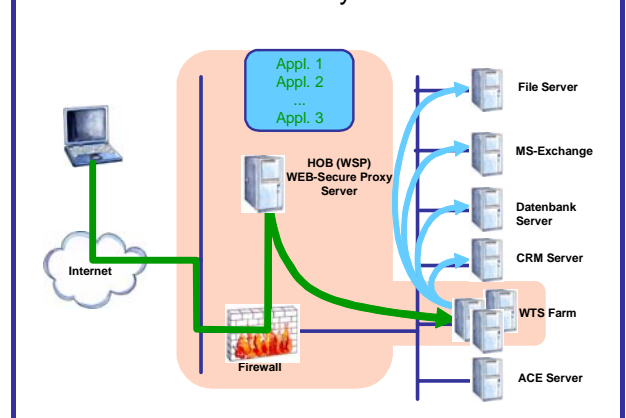 Appl. 1
Appl. 2
...
Appl. 3
HOB (WSP)
WEB-Secure Proxy
Server
Internet
Firewall
File Server
MS-Exchange
Datenbank
Server
CRM Server
WTS Farm
ACE Server